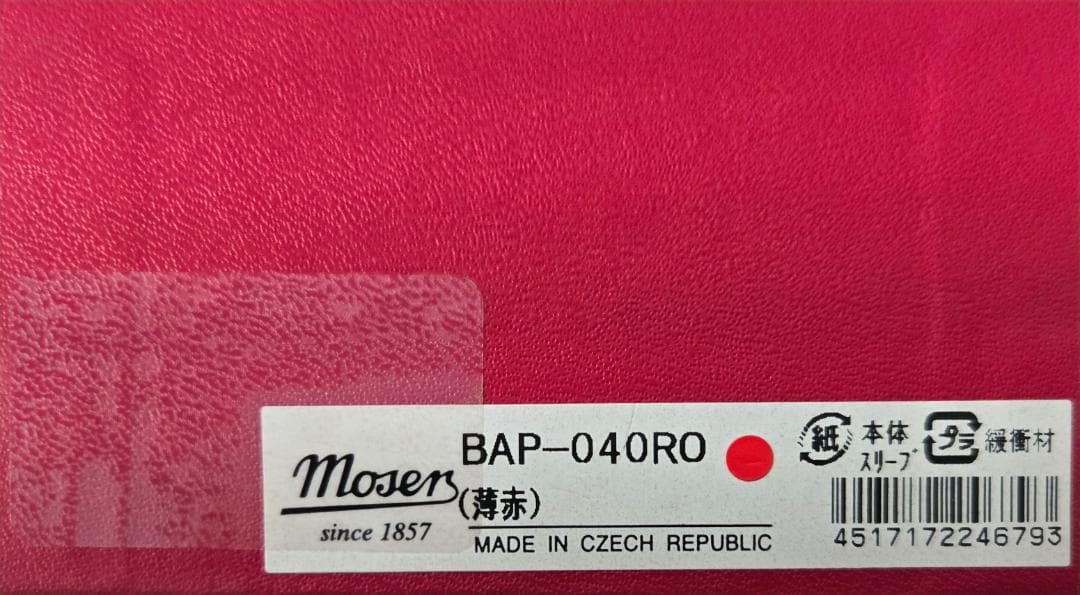 Moser
since 1857
BAP-040RO
(薄赤)
MADE IN CZECH REPUBLIC
紙 本体
ｽﾘｰﾌﾞ
プラ 緩衝材
4517172246793